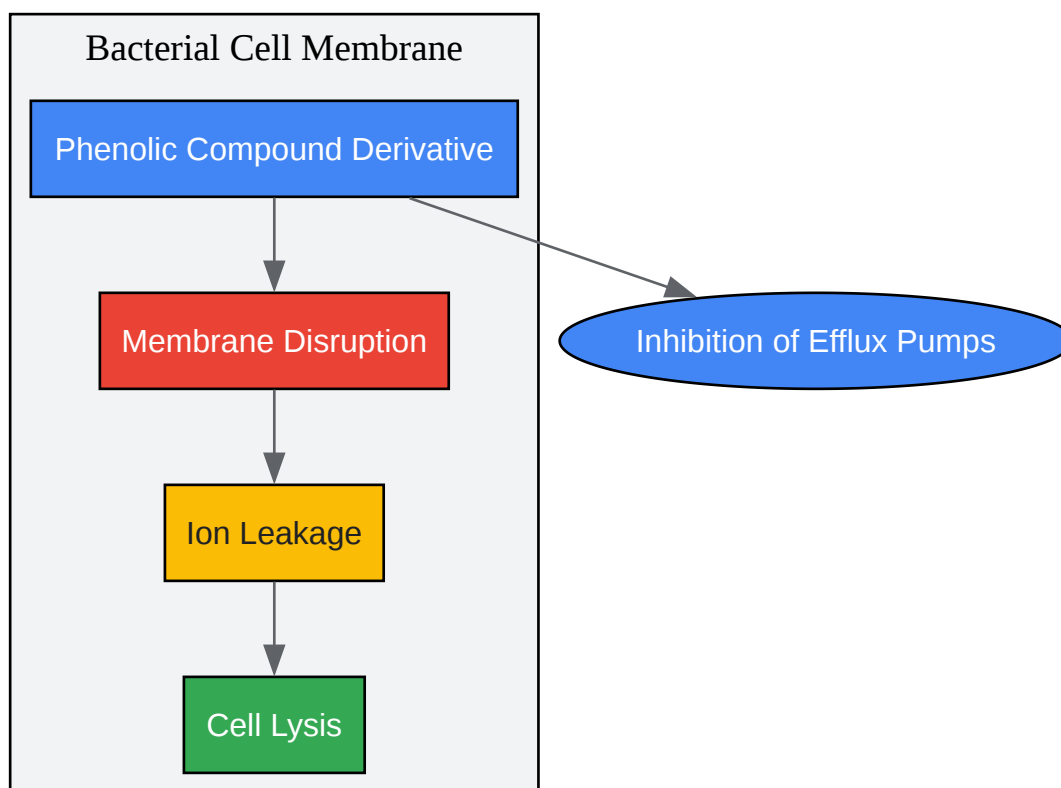 Bacterial Cell Membrane
Phenolic Compound Derivative
Membrane Disruption
Inhibition of Efflux Pumps
Ion Leakage
Cell Lysis